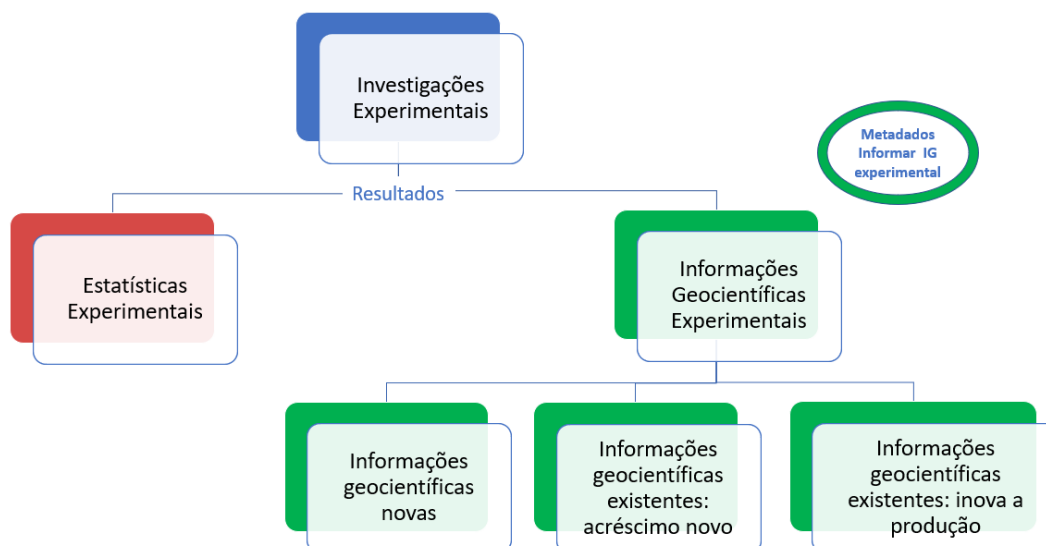 Investigações
Experimentais
Metadados
Informar IG
experimental
Resultados
Estatísticas
Experimentais
Informações
Geocientíficas
Experimentais
Informações
geocientíficas
novas
Informações
geocientíficas
existentes:
acréscimo novo
Informações
geocientíficas
existentes: inova a
produção